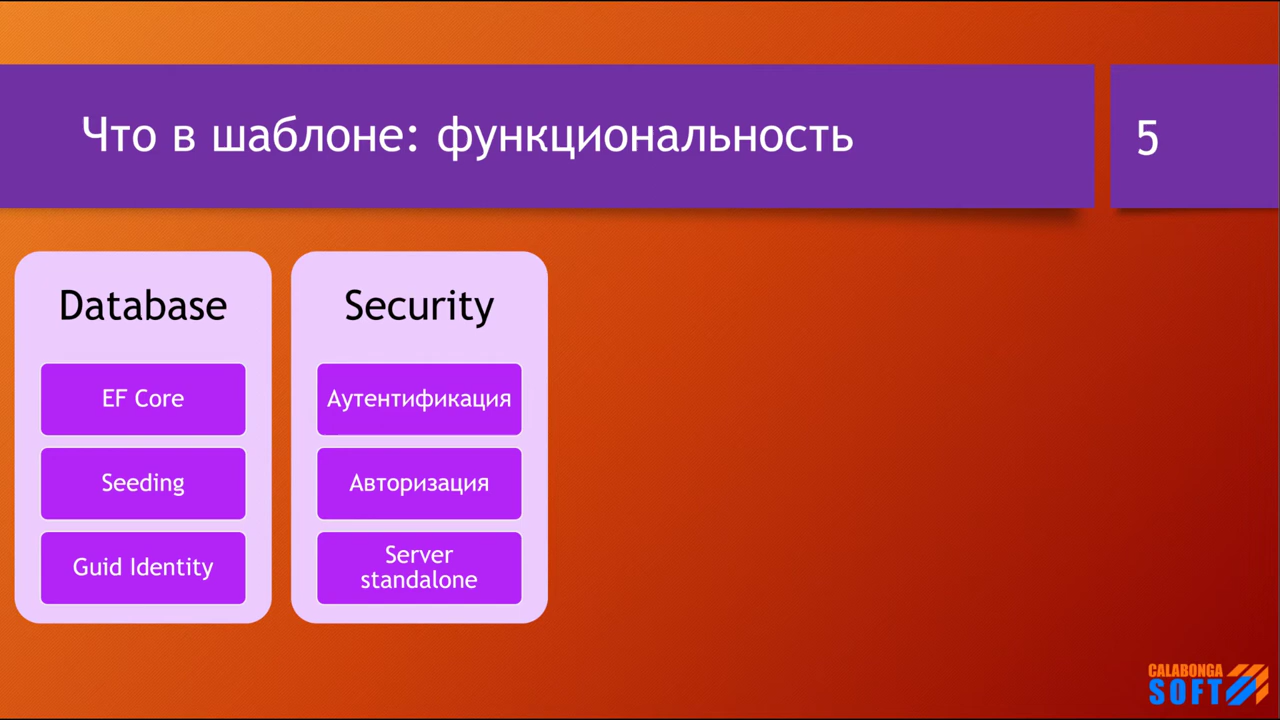 Что в шаблоне: функциональность
5
Database
EF Core
Seeding
Guid Identity
Security
Аутентификация
Авторизация
Server
standalone
CALABONGA
SOFT